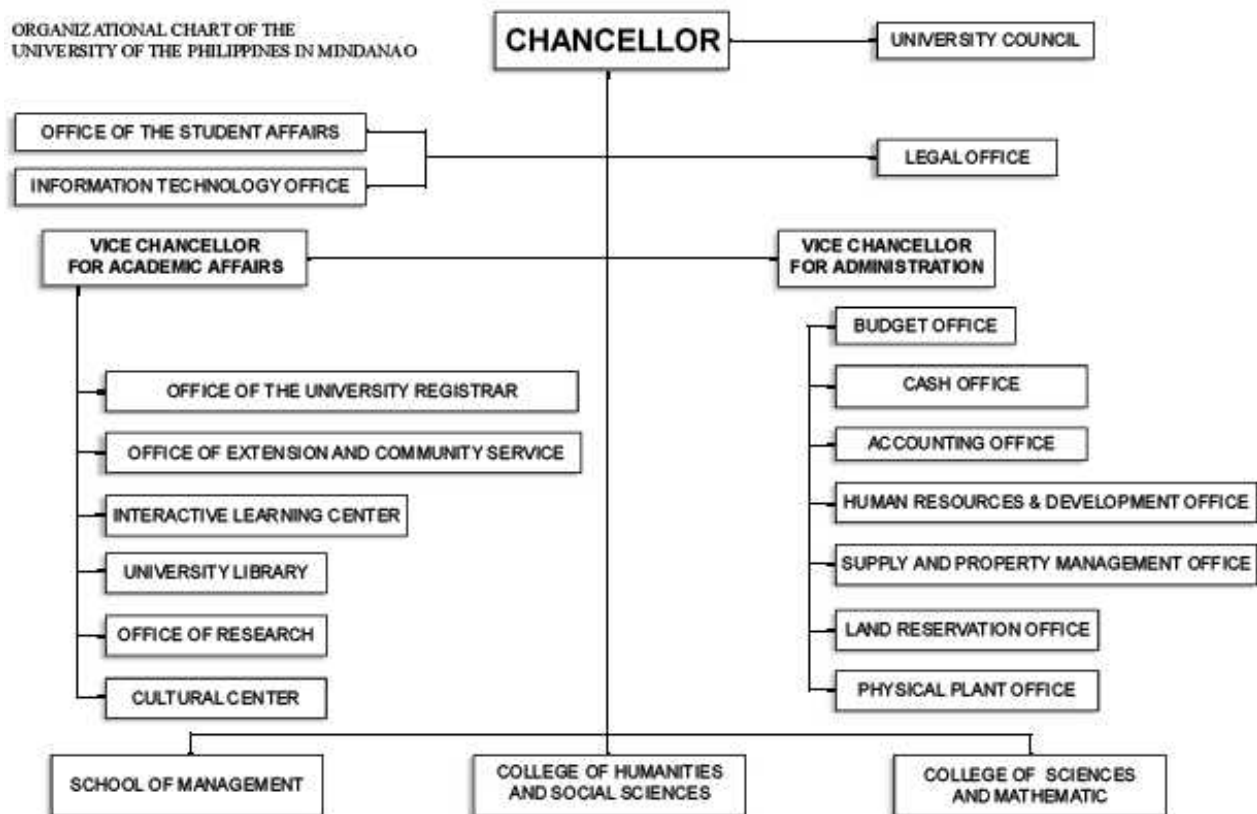 ORGANIZATIONAL CHART OF THE
UNIVERSITY OF THE PHILIPPINES IN MINDANAO
CHANCELLOR
UNIVERSITY COUNCIL
OFFICE OF THE STUDENT AFFAIRS
INFORMATION TECHNOLOGY OFFICE
LEGAL OFFICE
VICE CHANCELLOR
FOR ACADEMIC AFFAIRS
VICE CHANCELLOR
FOR ADMINISTRATION
OFFICE OF THE UNIVERSITY REGISTRAR
OFFICE OF EXTENSION AND COMMUNITY SERVICE
INTERACTIVE LEARNING CENTER
UNIVERSITY LIBRARY
OFFICE OF RESEARCH
CULTURAL CENTER
BUDGET OFFICE
CASH OFFICE
ACCOUNTING OFFICE
HUMAN RESOURCES & DEVELOPMENT OFFICE
SUPPLY AND PROPERTY MANAGEMENT OFFICE
LAND RESERVATION OFFICE
PHYSICAL PLANT OFFICE
SCHOOL OF MANAGEMENT
COLLEGE OF HUMANITIES
AND SOCIAL SCIENCES
COLLEGE OF SCIENCES
AND MATHEMATIC